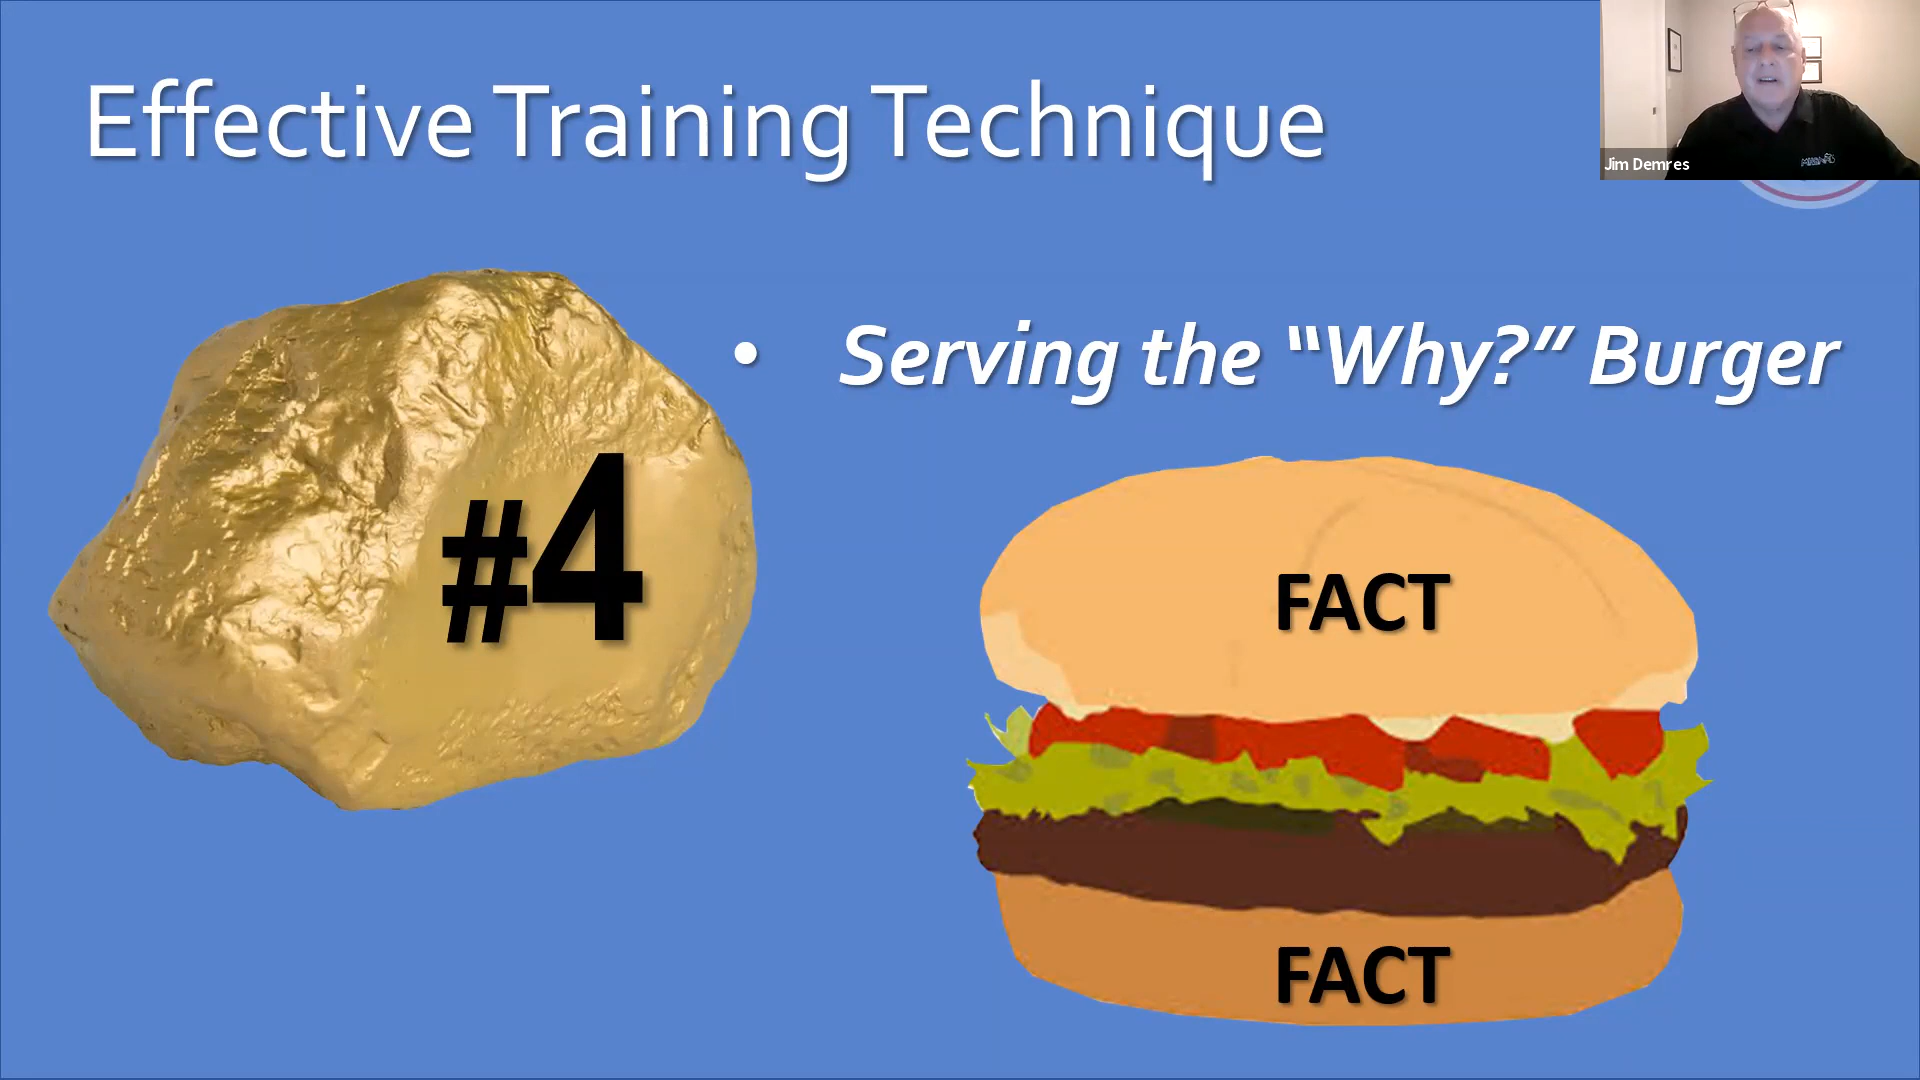 Effective Training Technique
Jim Demres
#4
• Serving the “Why?” Burger
FACT
FACT